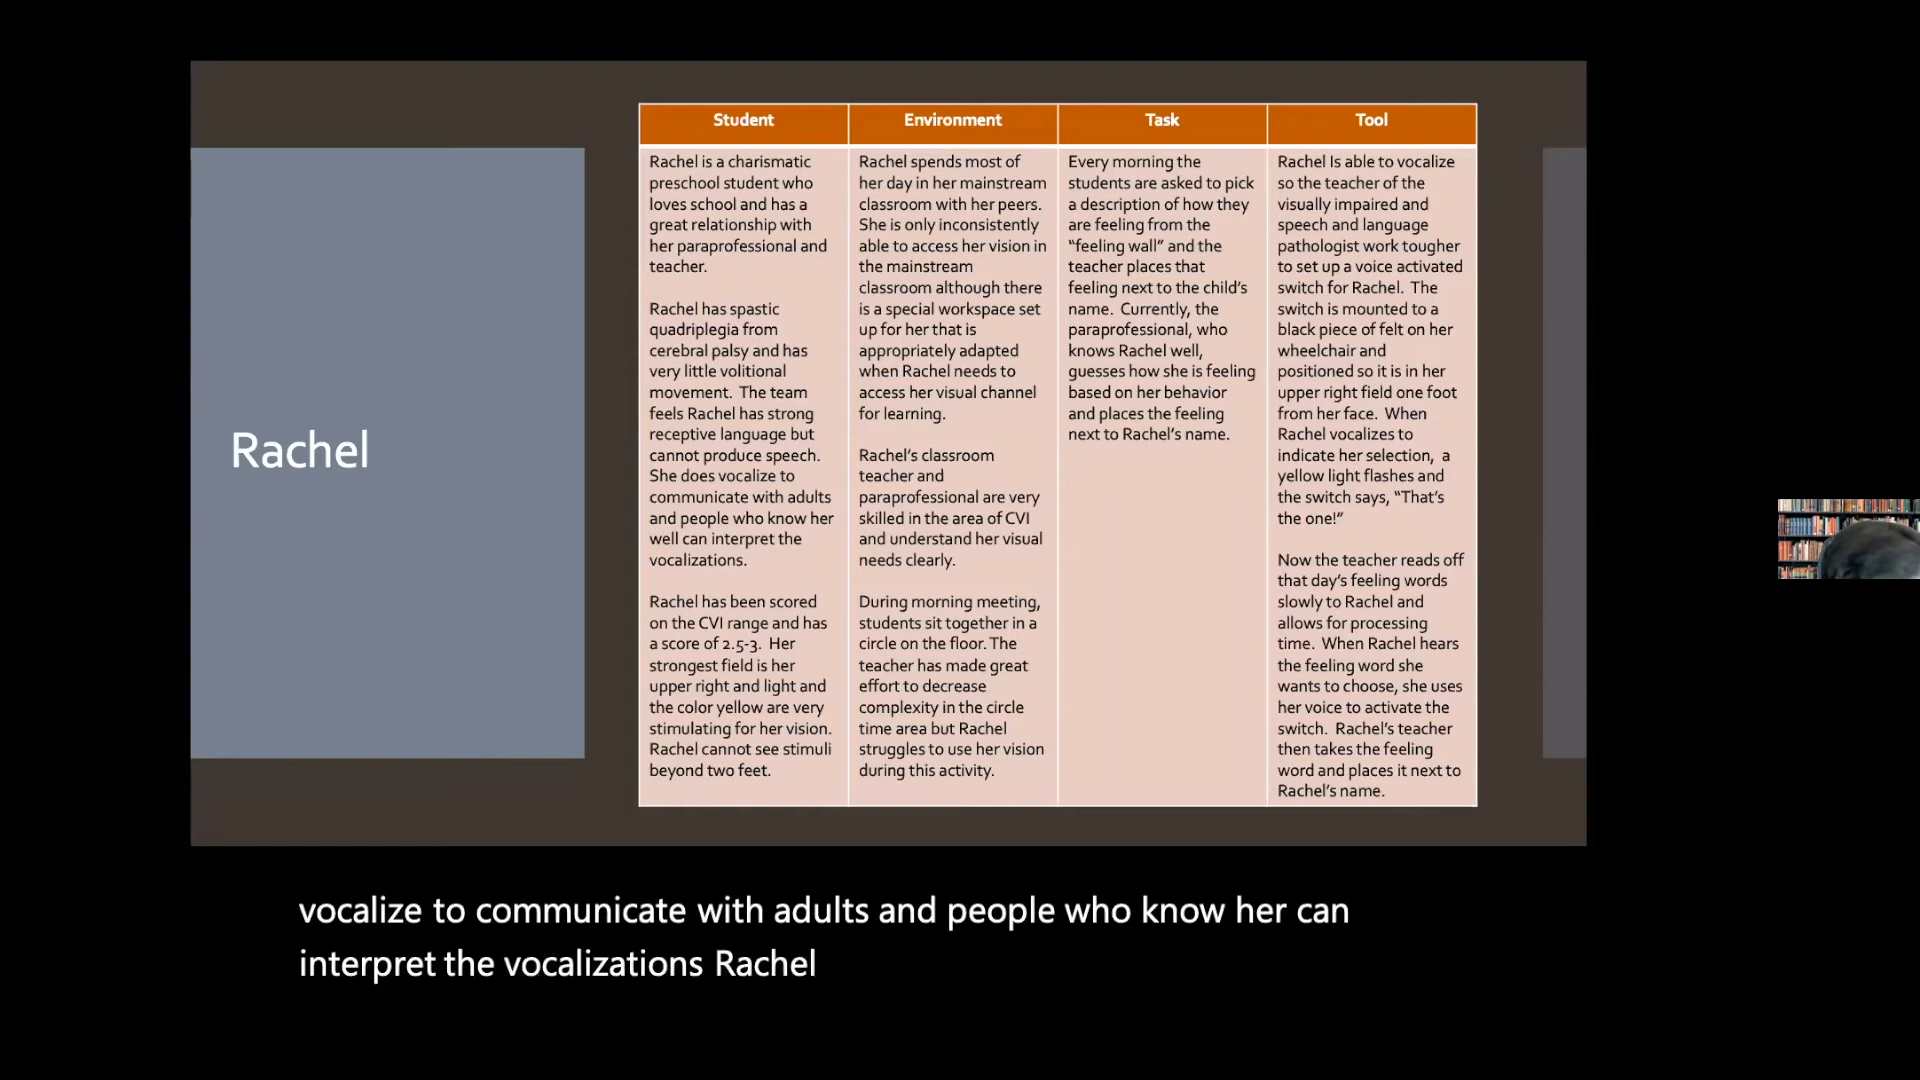 Rachel
Student
Rachel is a charismatic
preschool student who
loves school and has a
great relationship with
her paraprofessional and
teacher.
Rachel has spastic
quadriplegia from
cerebral palsy and has
very little volitional
movement. The team
feels Rachel has strong
receptive language but
cannot produce speech.
She does vocalize to
communicate with adults
and people who know her
well can interpret the
vocalizations.
Rachel has been scored
on the CVI range and has
a score of 2.5-3. Her
strongest field is her
upper right and light and
the color yellow are very
stimulating for her vision.
Rachel cannot see stimuli
beyond two feet.
Environment
Rachel spends most of
her day in her mainstream
classroom with her peers.
She is only inconsistently
able to access her vision in
the mainstream
classroom although there
is a special workspace set
up for her that is
appropriately adapted
when Rachel needs to
access her visual channel
for learning.
Rachel's classroom
teacher and
paraprofessional are very
skilled in the area of CVI
and understand her visual
needs clearly.
During morning meeting,
students sit together in a
circle on the floor. The
teacher has made great
effort to decrease
complexity in the circle
time area but Rachel
struggles to use her vision
during this activity.
Task
Every morning the
students are asked to pick
a description of how they
are feeling from the
“feeling wall” and the
teacher places that
feeling next to the child's
name. Currently, the
paraprofessional, who
knows Rachel well,
guesses how she is feeling
based on her behavior
and places the feeling
next to Rachel's name.
Tool
Rachel Is able to vocalize
so the teacher of the
visually impaired and
speech and language
pathologist work tougher
to set up a voice activated
switch for Rachel. The
switch is mounted to a
black piece of felt on her
wheelchair and
positioned so it is in her
upper right field one foot
from her face. When
Rachel vocalizes to
indicate her selection, a
yellow light flashes and
the switch says, “That's
the one!”
Now the teacher reads off
that day's feeling words
slowly to Rachel and
allows for processing
time. When Rachel hears
the feeling word she
wants to choose, she uses
her voice to activate the
switch. Rachel's teacher
then takes the feeling
word and places it next to
Rachel's name.
vocalize to communicate with adults and people who know her can
interpret the vocalizations Rachel